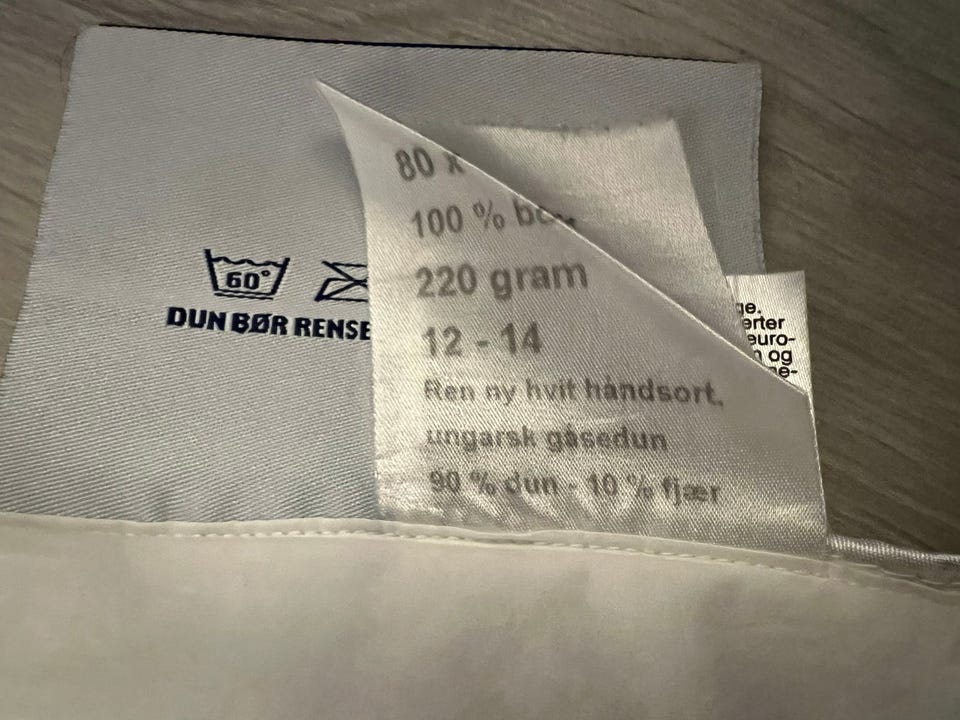 60°
DUN BØR RENSE
80 x
100 %
220 gram
12 - 14
Ren ny hvit håndsort.
ungarsk gåsedun
90 % dun - 10 % fjær
ge.
erter
euro-
og
ne-